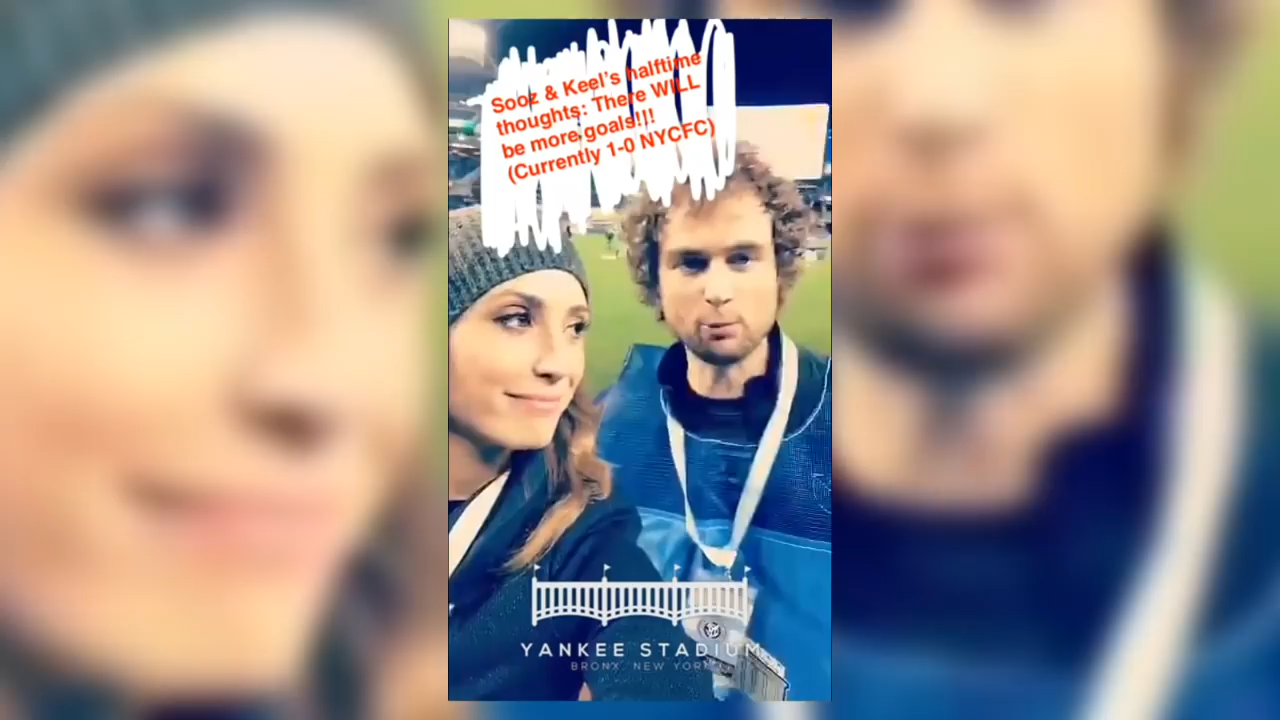 Sooz & Keel's halftime
thoughts: There WILL
be more goals!!!
(Currently 1-0 NYCFC)
YANKEE STADIUM
BRONX, NEW YORK